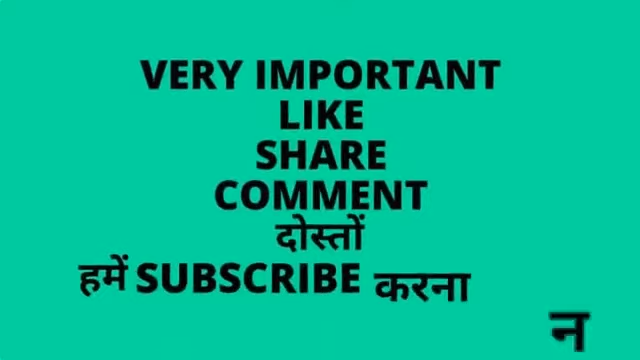 VERY IMPORTANT
LIKE
SHARE
COMMENT
दोस्तों
हमें SUBSCRIBE करना
न